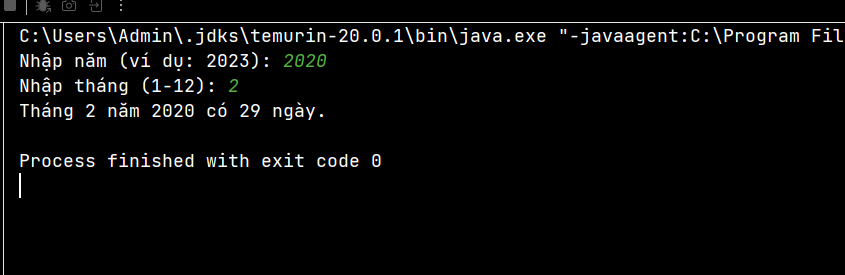 C:\Users\Admin\.jdks\temurin-20.0.1\bin\java.exe "-javaagent:C:\Program Fil
Nhập năm (ví dụ: 2023): 2020
Nhập tháng (1-12): 2
Tháng 2 năm 2020 có 29 ngày.
Process finished with exit code 0